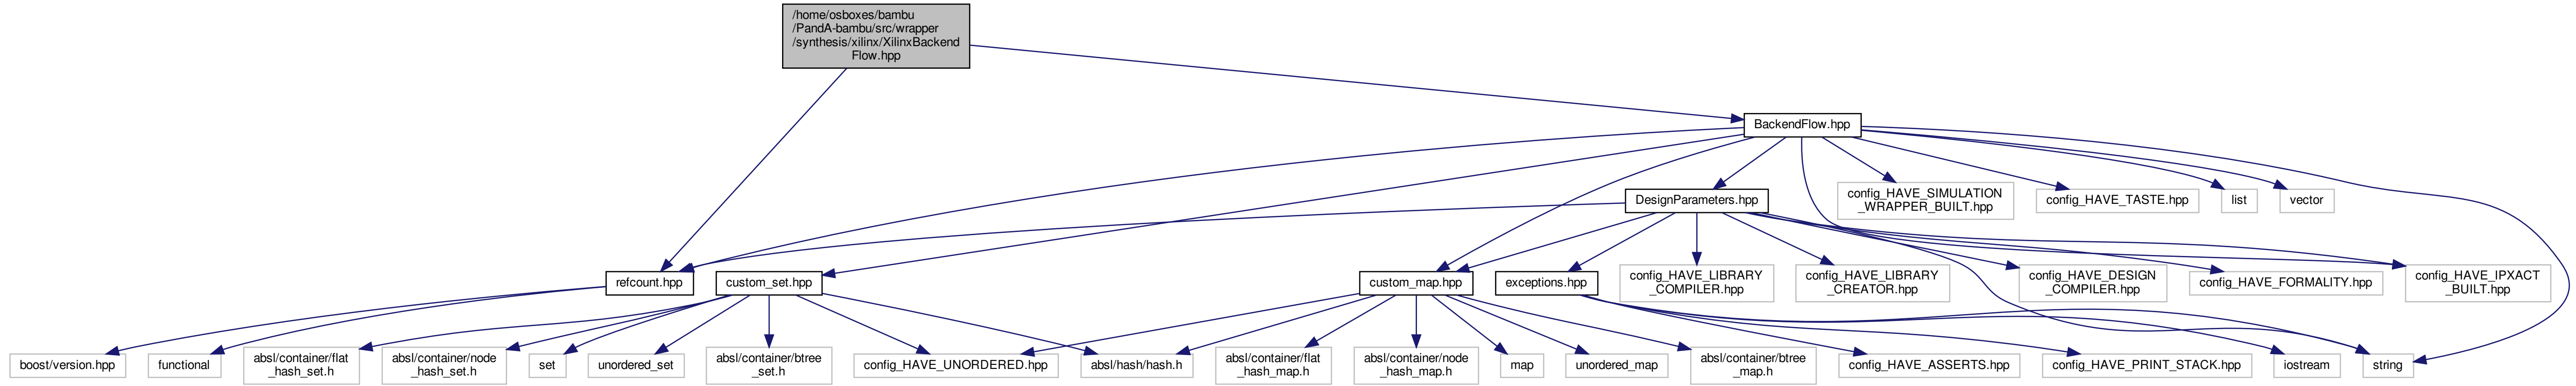 /home/osboxes/bambu
/PandA-bambu/src/wrapper
/synthesis/xilinx/XilinxBackend
Flow.hpp
BackendFlow.hpp
DesignParameters.hpp
config_HAVE_SIMULATION
_WRAPPER_BUILT.hpp
config_HAVE_TASTE.hpp
list
vector
refcount.hpp
custom_set.hpp
custom_map.hpp
exceptions.hpp
config_HAVE_LIBRARY
_COMPILER.hpp
config_HAVE_LIBRARY
_CREATOR.hpp
config_HAVE_DESIGN
_COMPILER.hpp
config_HAVE_FORMALITY.hpp
config_HAVE_IPXACT
_BUILT.hpp
boost/version.hpp
functional
absl/container/flat
_hash_set.h
absl/container/node
_hash_set.h
set
unordered_set
absl/container/btree
_set.h
config_HAVE_UNORDERED.hpp
absl/hash/hash.h
absl/container/flat
_hash_map.h
absl/container/node
_hash_map.h
map
unordered_map
absl/container/btree
_map.h
config_HAVE_ASSERTS.hpp
config_HAVE_PRINT_STACK.hpp
iostream
string